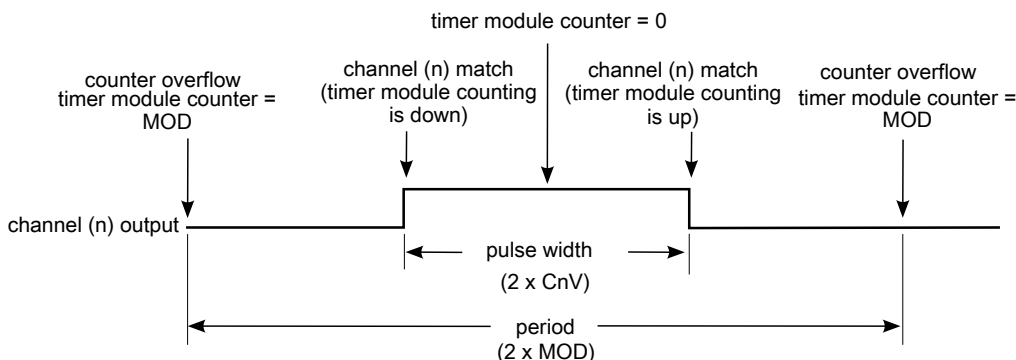 timer module counter = 0
counter overflow
timer module counter =
MOD
channel (n) match
(timer module counting
is down)
channel (n) match
(timer module counting
is up)
counter overflow
timer module counter =
MOD
channel (n) output
pulse width
(2 x CnV)
period
(2 x MOD)